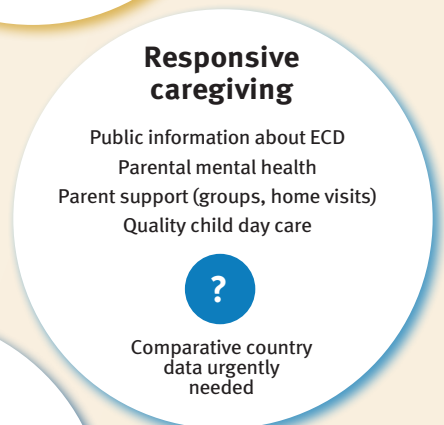 Responsive
caregiving
Public information about ECD
Parental mental health
Parent support (groups, home visits)
Quality child day care
?
Comparative country
data urgently
needed